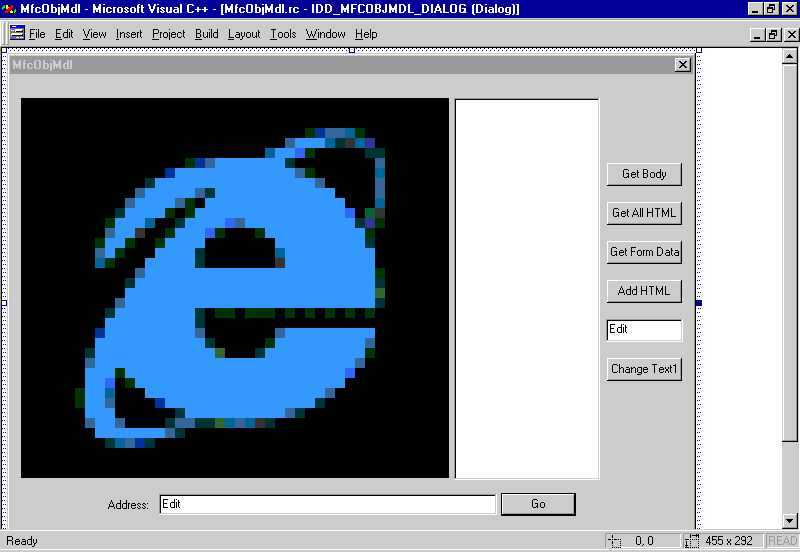 MfcObjMdl - Microsoft Visual C++ - [MfcObjMdl.rc - IDD_MFCOBJMDL_DIALOG (Dialog)]
File Edit View Insert Project Build Layout Tools Window Help
MfcObjMdl
Get Body
Get All HTML
Get Form Data
Add HTML
Edit
Change Text1
Address: Edit Go
Ready 0, 0 455 x 292 READ